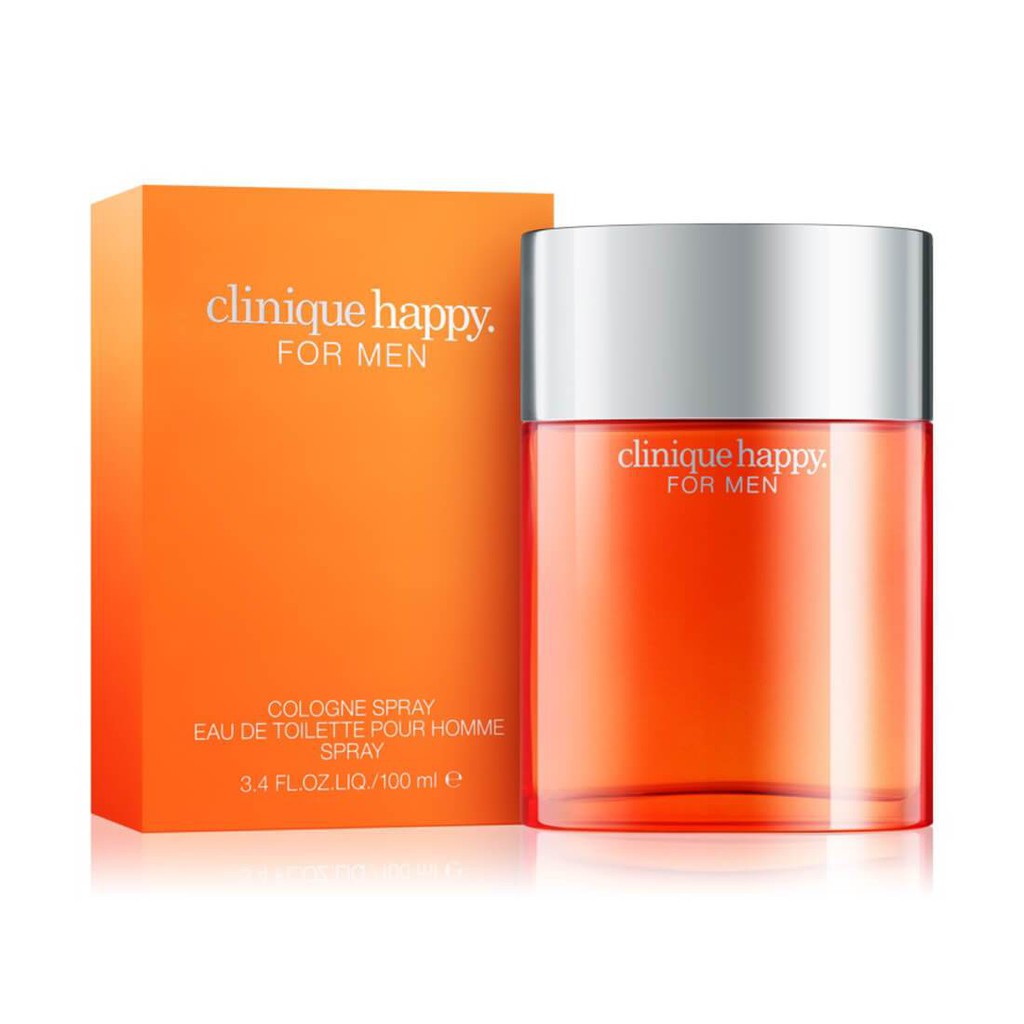 clinique happy.
FOR MEN
COLOGNE SPRAY
EAU DE TOILETTE POUR HOMME
SPRAY
3.4 FL.OZ.LIQ./100 ml ℮
clinique happy.
FOR MEN